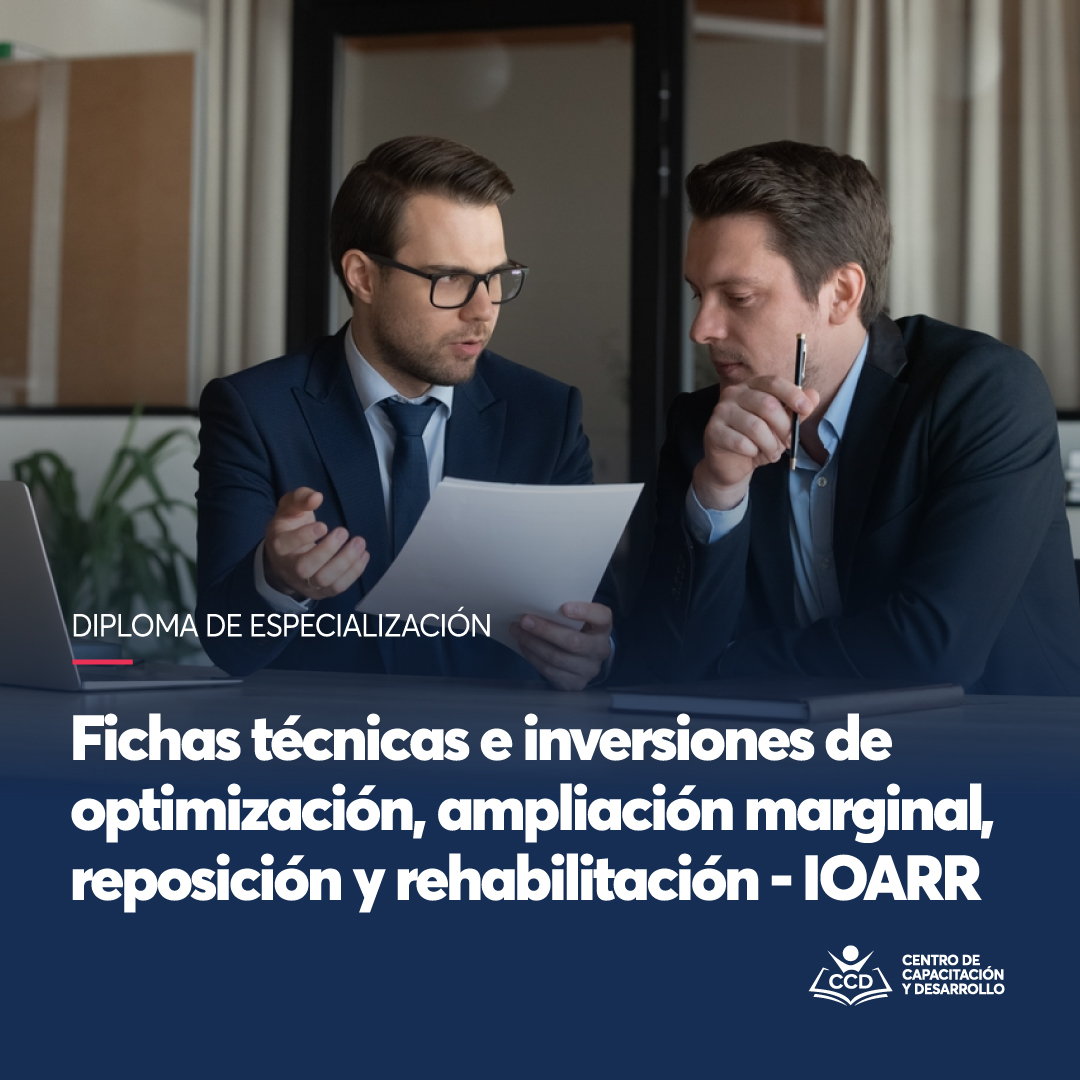 DIPLOMA DE ESPECIALIZACIÓN
Fichas técnicas e inversiones de
optimización, ampliación marginal,
reposición y rehabilitación - IOARR
CCD
CENTRO DE
CAPACITACIÓN
Y DESARROLLO